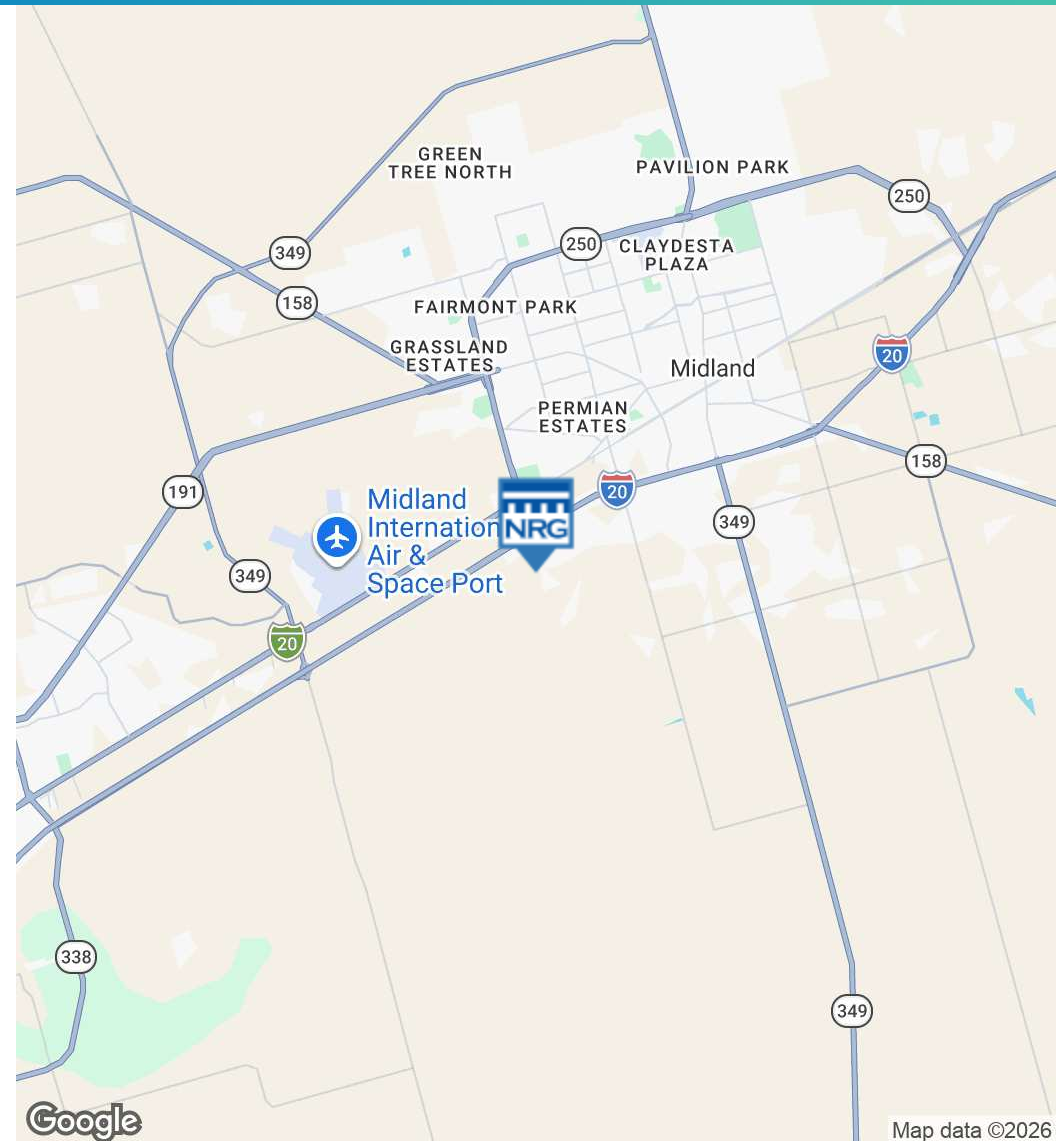 GREEN
TREE NORTH
PAVILION PARK
250
349
250
CLAYDESTA
PLAZA
158
FAIRMONT PARK
GRASSLAND
ESTATES
20
Midland
PERMIAN
ESTATES
158
191
20
Midland
Internation
Air &
Space Port
NRG
349
349
20
338
349
Google
Map data ©2026